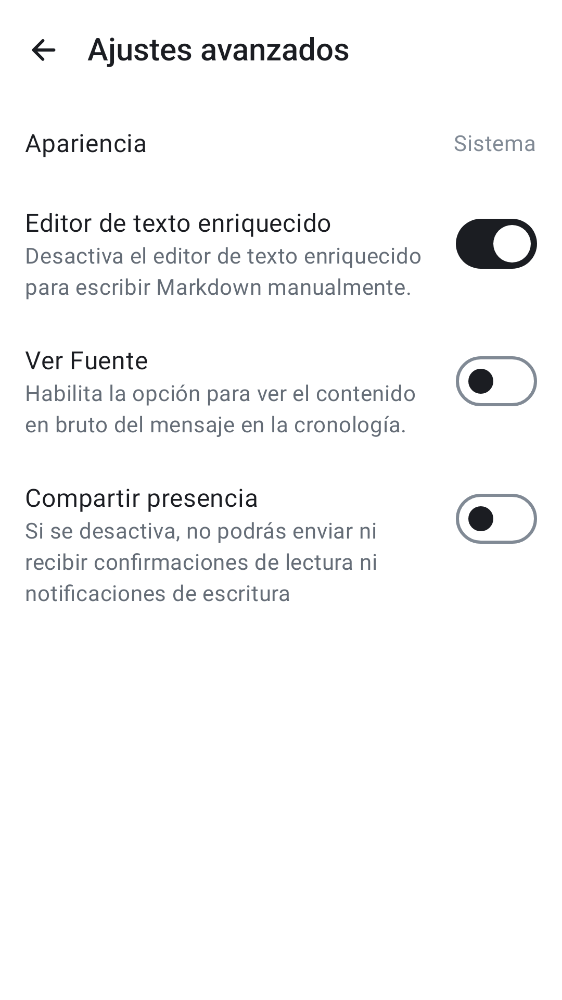 Ajustes avanzados
Apariencia
Sistema
Editor de texto enriquecido
Desactiva el editor de texto enriquecido
para escribir Markdown manualmente.
Ver Fuente
Habilita la opción para ver el contenido
en bruto del mensaje en la cronología.
Compartir presencia
Si se desactiva, no podrás enviar ni
recibir confirmaciones de lectura ni
notificaciones de escritura